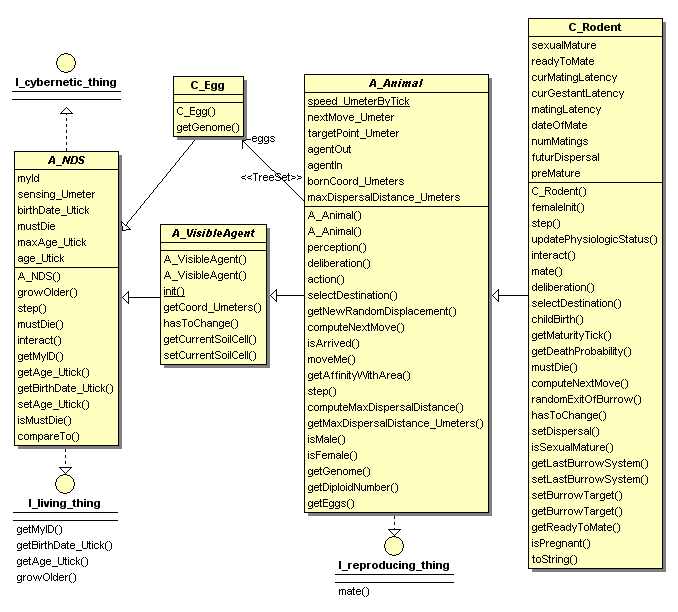 I_cybernetic_thing
A_NDS
myId
sensing_Umeter
birthDate_Utick
mustDie
maxAge_Utick
age_Utick
A_NDS()
growOlder()
step()
mustDie()
interact()
getMyID()
getAge_Utick()
getBirthDate_Utick()
setAge_Utick()
isMustDie()
compareTo()
I_living_thing
getMyID()
getBirthDate_Utick()
getAge_Utick()
growOlder()
C_Egg
C_Egg()
getGenome()
eggs
<<TreeSet>>
A_VisibleAgent
A_VisibleAgent()
A_VisibleAgent()
init()
getCoord_Umeters()
hasToChange()
getCurrentSoilCell()
setCurrentSoilCell()
A_Animal
speed_UmeterByTick
nextMove_Umeter
targetPoint_Umeter
agentOut
agentIn
bornCoord_Umeters
maxDispersalDistance_Umeters
A_Animal()
A_Animal()
perception()
deliberation()
action()
selectDestination()
getNewRandomDisplacement()
computeNextMove()
isArrived()
moveMe()
getAffinityWithArea()
step()
computeMaxDispersalDistance()
getMaxDispersalDistance_Umeters()
isMale()
isFemale()
getGenome()
getDiploidNumber()
getEggs()
I_reproducing_thing
mate()
C_Rodent
sexualMature
readyToMate
curMatingLatency
curGestantLatency
matingLatency
dateOfMate
numMatings
futurDispersal
preMature
C_Rodent()
femaleInit()
step()
updatePhysiologicStatus()
interact()
mate()
deliberation()
selectDestination()
childBirth()
getMaturityTick()
getDeathProbability()
mustDie()
computeNextMove()
randomExitOfBurrow()
hasToChange()
setDispersal()
isSexualMature()
getLastBurrowSystem()
setLastBurrowSystem()
setBurrowTarget()
getBurrowTarget()
getReadyToMate()
isPregnant()
toString()